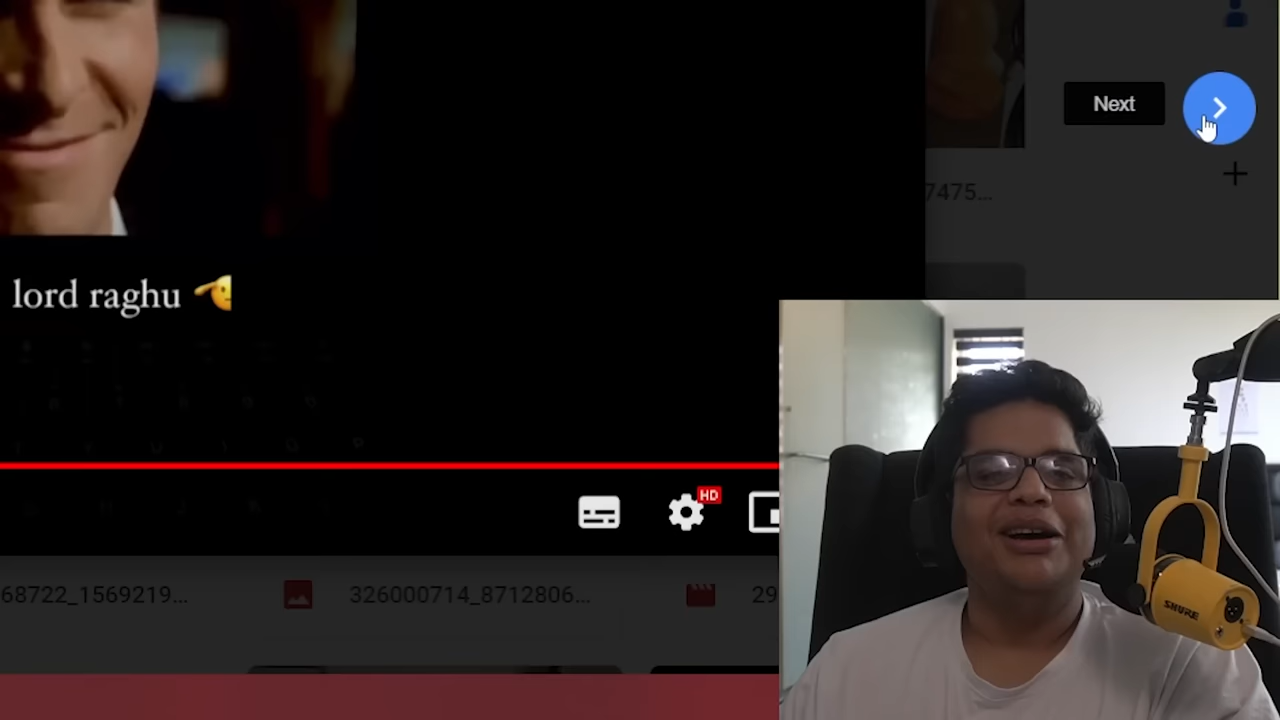 Next
7475...
lord raghu 🫡
HD
68722_1569219...
326000714_8712806...
29
SHURE